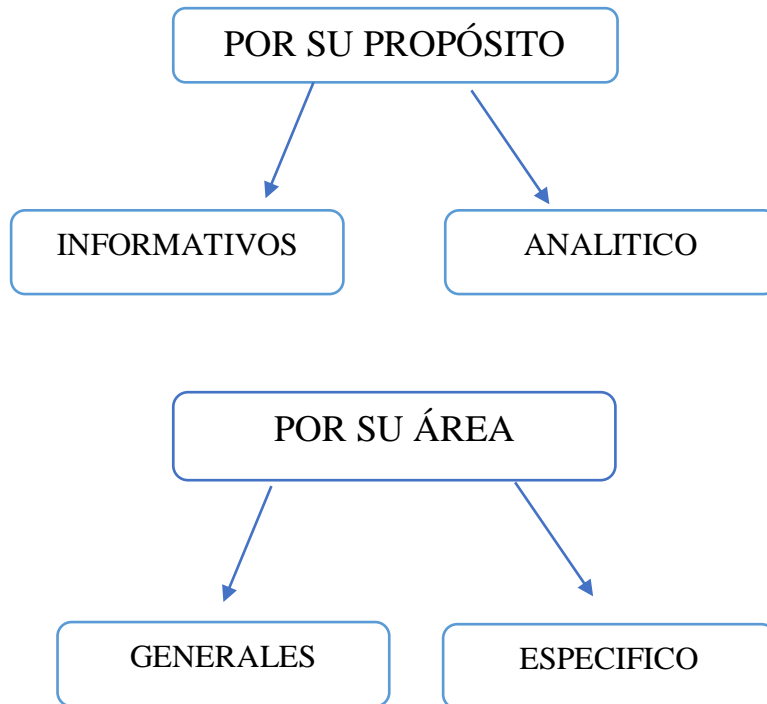 POR SU PROPÓSITO
INFORMATIVOS
ANALITICO
POR SU ÁREA
GENERALES
ESPECIFICO